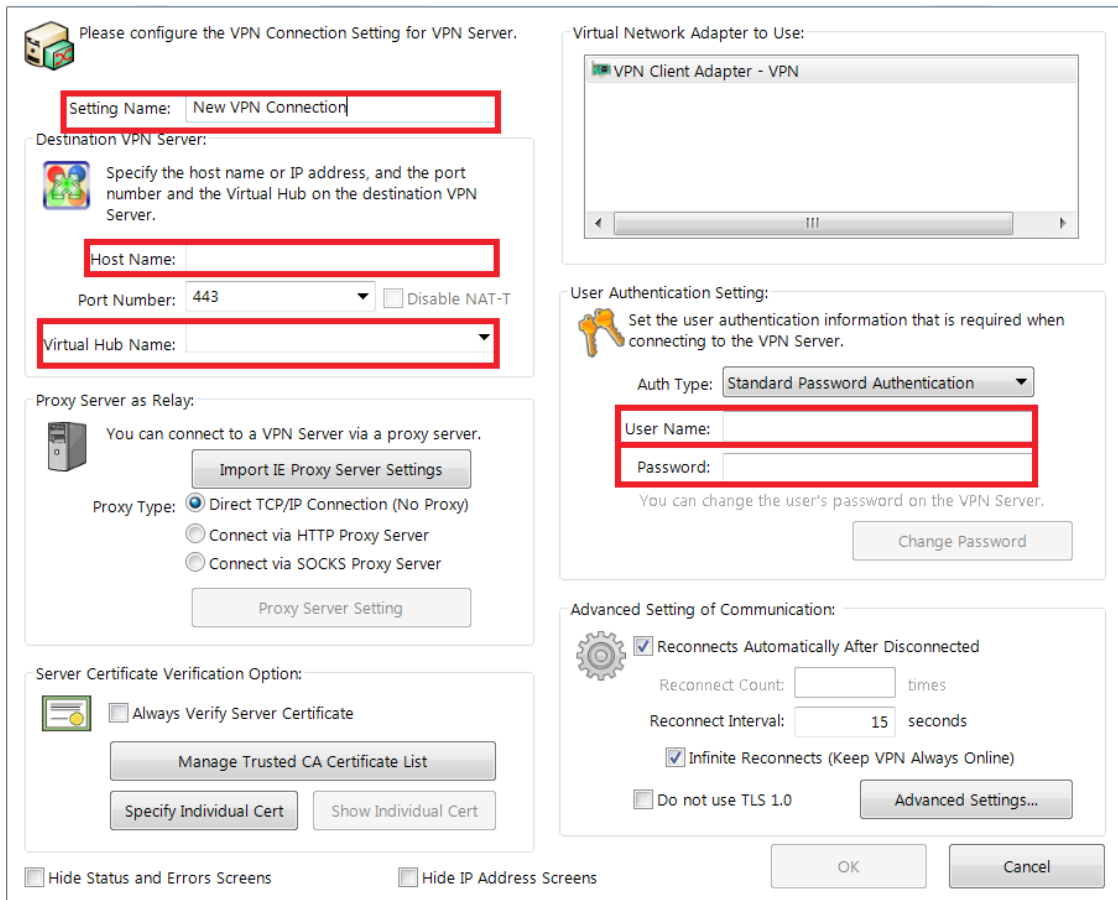 Please configure the VPN Connection Setting for VPN Server.
Setting Name: New VPN Connection
Destination VPN Server:
Specify the host name or IP address, and the port
number and the Virtual Hub on the destination VPN
Server.
Host Name:
Port Number: 443 Disable NAT-T
Virtual Hub Name:
Proxy Server as Relay:
You can connect to a VPN Server via a proxy server.
Import IE Proxy Server Settings
Proxy Type: Direct TCP/IP Connection (No Proxy)
Connect via HTTP Proxy Server
Connect via SOCKS Proxy Server
Proxy Server Setting
Server Certificate Verification Option:
Always Verify Server Certificate
Manage Trusted CA Certificate List
Specify Individual Cert Show Individual Cert
Hide Status and Errors Screens Hide IP Address Screens
Virtual Network Adapter to Use:
VPN Client Adapter - VPN
User Authentication Setting:
Set the user authentication information that is required when
connecting to the VPN Server.
Auth Type: Standard Password Authentication
User Name:
Password:
You can change the user's password on the VPN Server.
Change Password
Advanced Setting of Communication:
Reconnects Automatically After Disconnected
Reconnect Count: times
Reconnect Interval: 15 seconds
Infinite Reconnects (Keep VPN Always Online)
Do not use TLS 1.0 Advanced Settings...
OK Cancel